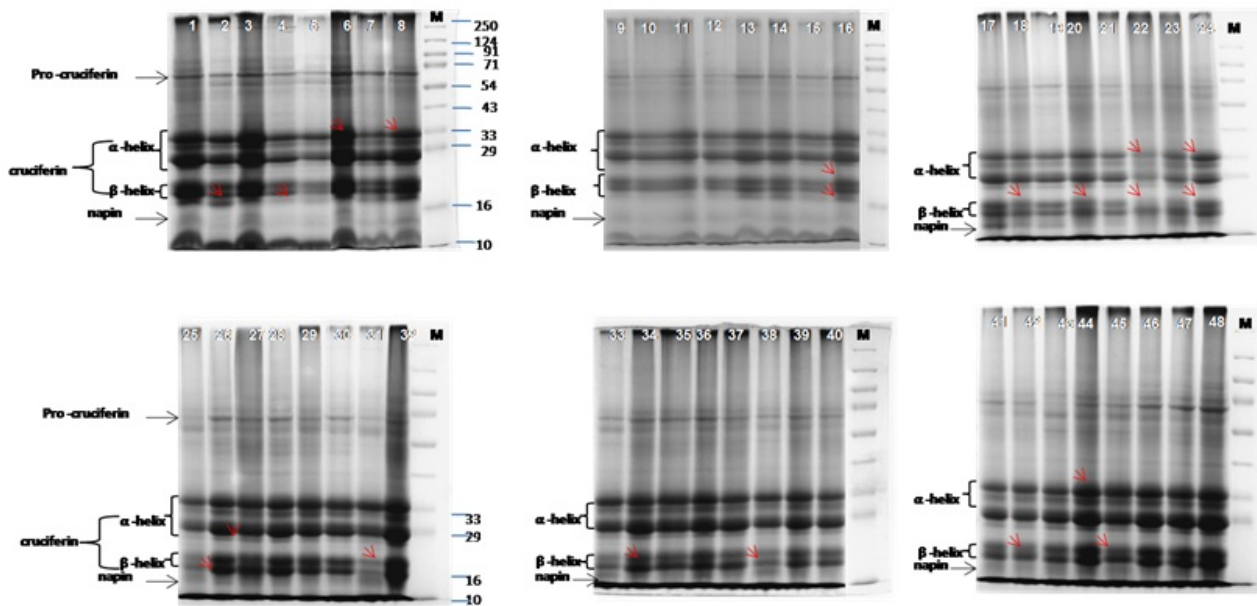 1 2 3 4 5 6 7 8 M
250
124
91
71
Pro -cruciferin
54
43
33
29
α -helix
cruciferin
β -helix
16
napin
10
9 10 11 12 13 14 15 16 M
α -helix
β -helix
napin
17 18 19 20 21 22 23 24 M
α -helix
β -helix
napin
25 26 27 28 29 30 31 32 M
Pro -cruciferin
α -helix
33
29
cruciferin
β -helix
napin
16
10
33 34 35 36 37 38 39 40 M
α -helix
β -helix
napin
41 42 43 44 45 46 47 48 M
α -helix
β -helix
napin